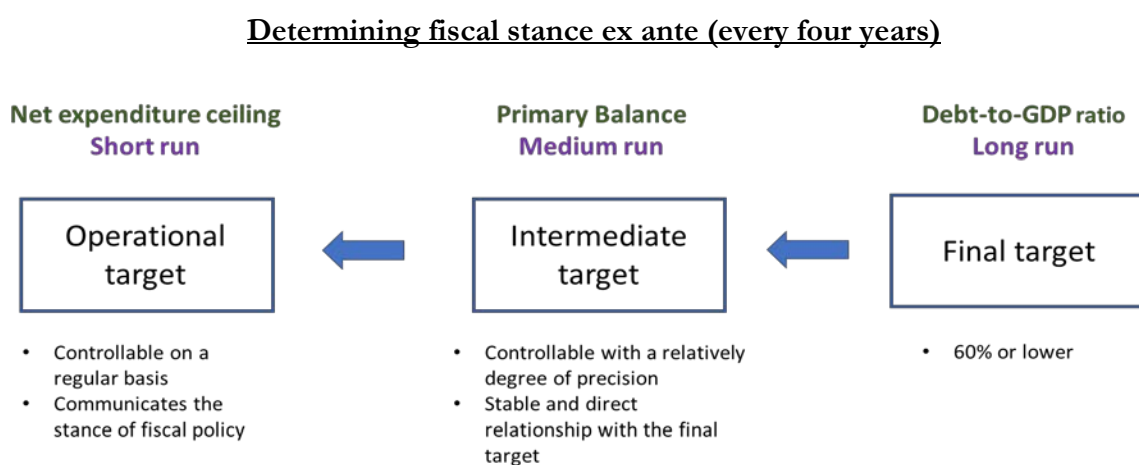 Determining fiscal stance ex ante (every four years)
Net expenditure ceiling
Short run
Operational
target
• Controllable on a
regular basis
• Communicates the
stance of fiscal policy
Primary Balance
Medium run
Intermediate
target
• Controllable with a relatively
degree of precision
• Stable and direct
relationship with the final
target
Debt-to-GDP ratio
Long run
Final target
• 60% or lower